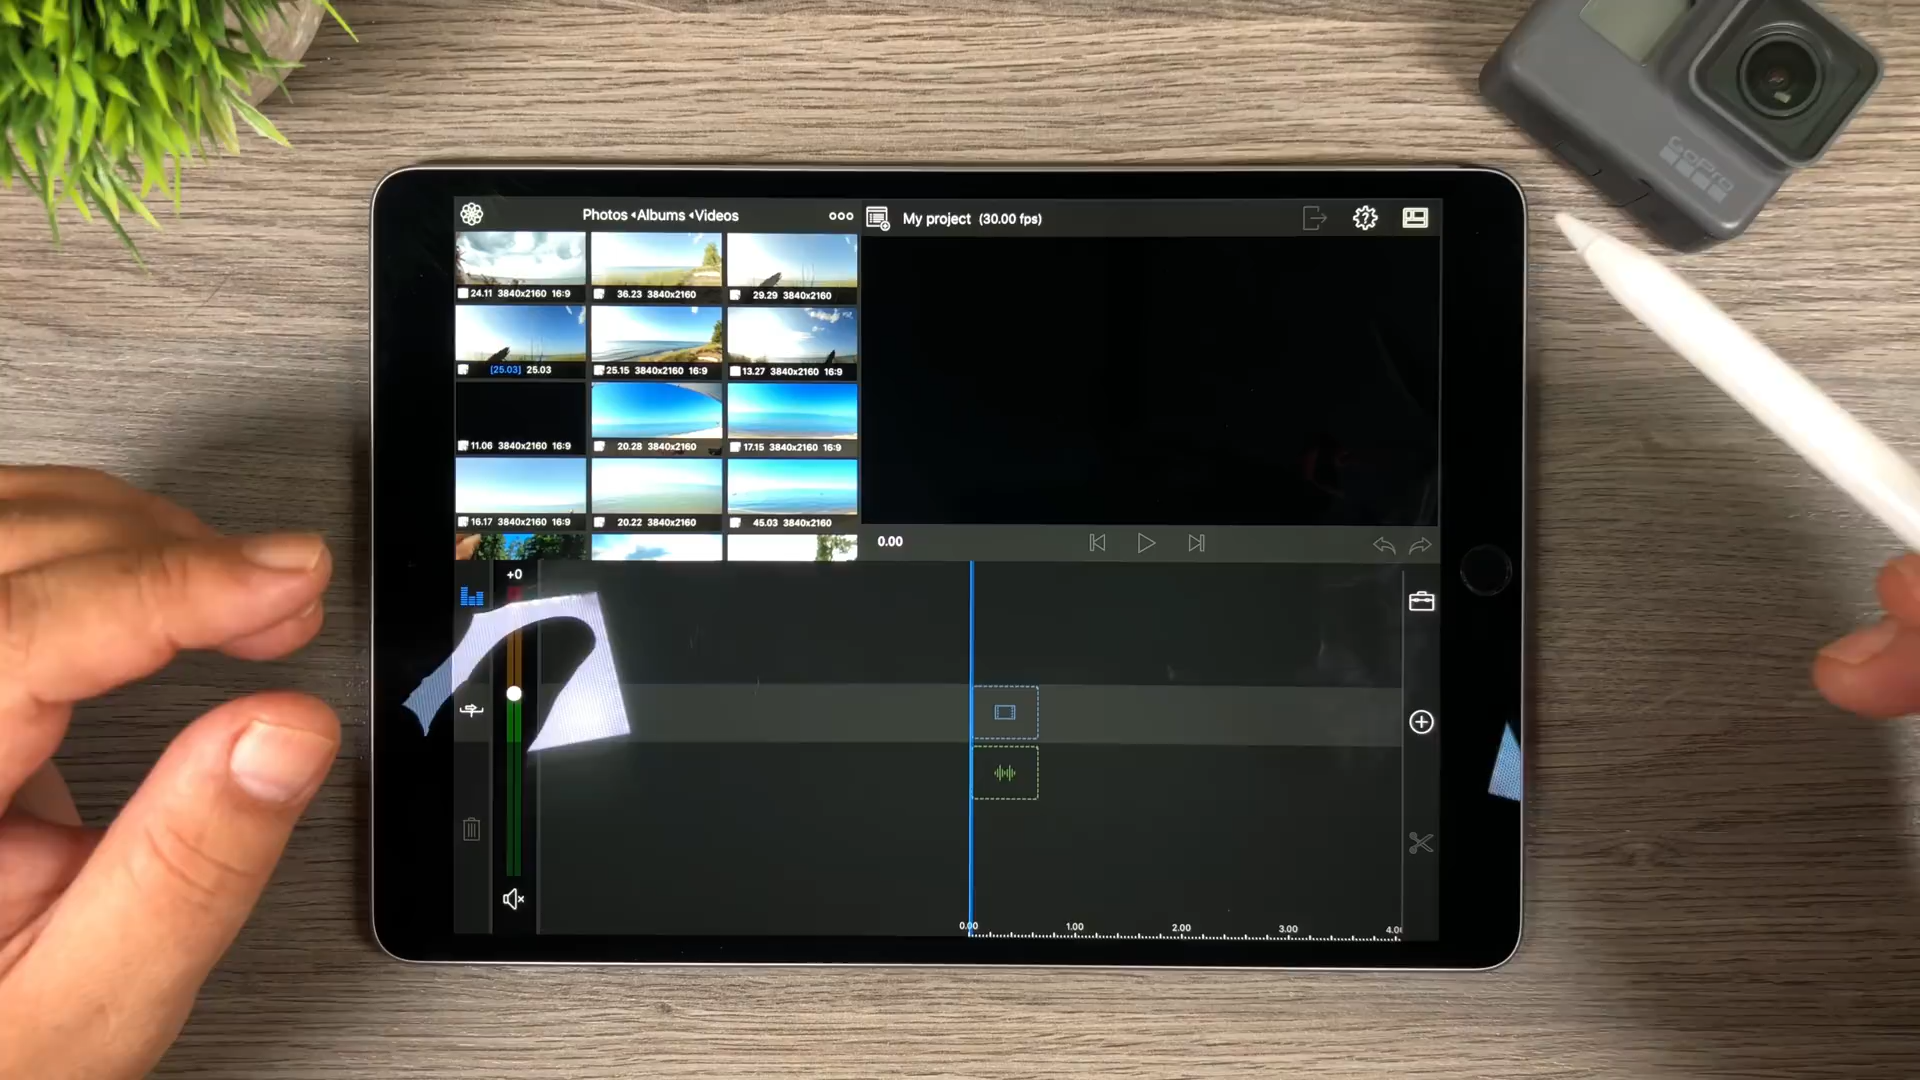 Photos ◂Albums ◂Videos
My project (30.00 fps)
24.11 3840x2160 16:9
36.23 3840x2160
29.29 3840x2160
[25.03] 25.03
25.15 3840x2160 16:9
13.27 3840x2160 16:9
11.06 3840x2160 16:9
20.28 3840x2160
17.15 3840x2160 16:9
16.17 3840x2160 16:9
20.22 3840x2160
45.03 3840x2160
0.00
+0
0.00 1.00 2.00 3.00
GoPro